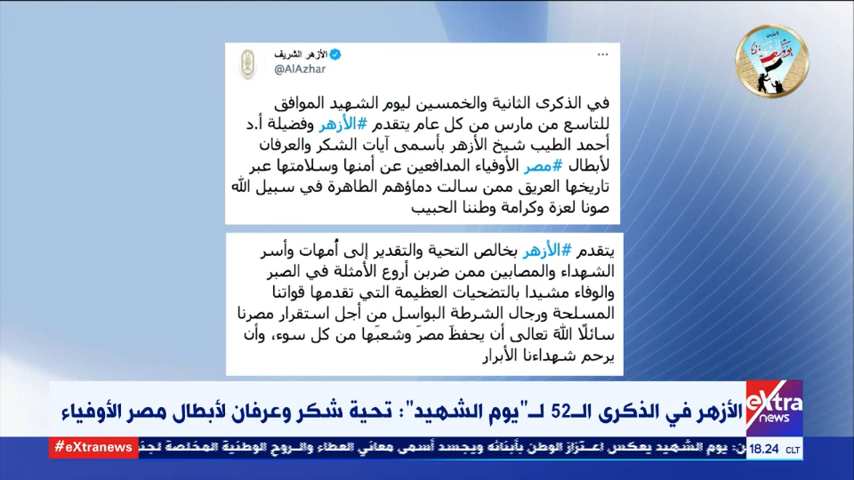 الأزهر الشريف
@AlAzhar
في الذكرى الثانية والخمسين ليوم الشهيد الموافق
للتاسع من مارس من كل عام يتقدم #الأزهر وفضيلة أ.د
أحمد الطيب شيخ الأزهر بأسمى آيات الشكر والعرفان
لأبطال #مصر الأوفياء المدافعين عن أمنها وسلامتها عبر
تاريخها العريق ممن سالت دماؤهم الطاهرة في سبيل الله
صونا لعزة وكرامة وطننا الحبيب
يتقدم #الأزهر بخالص التحية والتقدير إلى أمهات وأسر
الشهداء والمصابين ممن ضربن أروع الأمثلة في الصبر
والوفاء مشيدا بالتضحيات العظيمة التي تقدمها قواتنا
المسلحة ورجال الشرطة البواسل من أجل استقرار مصرنا
سائلًا اللهَ تعالى أن يحفظَ مصرَ وشعبَها من كل سوء، وأن
يرحم شهداءنا الأبرار
الأزهر في الذكرى الـ52 لـ"يوم الشهيد": تحية شكر وعرفان لأبطال مصر الأوفياء
eXtra
news
ن: يوم الشهيد يعكس اعتزاز الوطن بأبنائه ويجسد أسمى معاني العطاء والروح الوطنية المخلصة تجن
#eXtranews
18.24 CLT